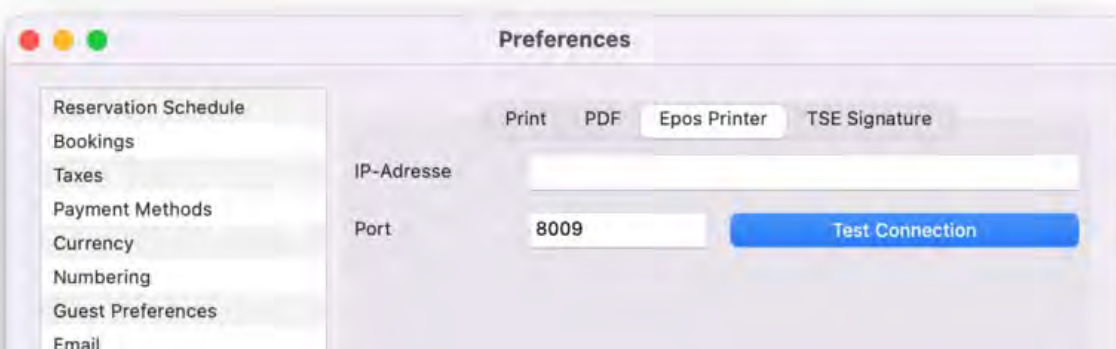 Preferences
Reservation Schedule
Bookings
Taxes
Payment Methods
Currency
Numbering
Guest Preferences
Email
Print PDF Epos Printer TSE Signature
IP-Adresse
Port 8009 Test Connection